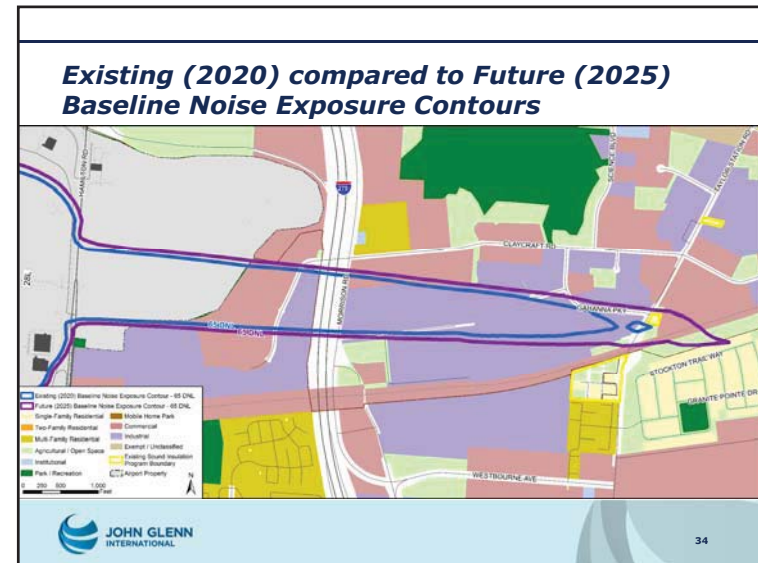 Existing (2020) compared to Future (2025)
Baseline Noise Exposure Contours
HAMILTON RD
28L
270
MORRISON RD
SCIENCE BLVD
TAYLOR STATION RD
CLAYCRAFT RD
GAHANNA PKY
65 DNL
65 DNL
STOCKTON TRAIL WAY
GRANITE POINTE DR
WESTBOURNE AVE
Existing (2020) Baseline Noise Exposure Contour - 65 DNL
Future (2025) Baseline Noise Exposure Contour - 65 DNL
Single-Family Residential
Two-Family Residential
Multi-Family Residential
Agricultural / Open Space
Institutional
Park / Recreation
Mobile Home Park
Commercial
Industrial
Exempt / Unclassified
Existing Sound Insulation
Program Boundary
Airport Property
0 250 500 1,000
Feet
N
JOHN GLENN
INTERNATIONAL
34